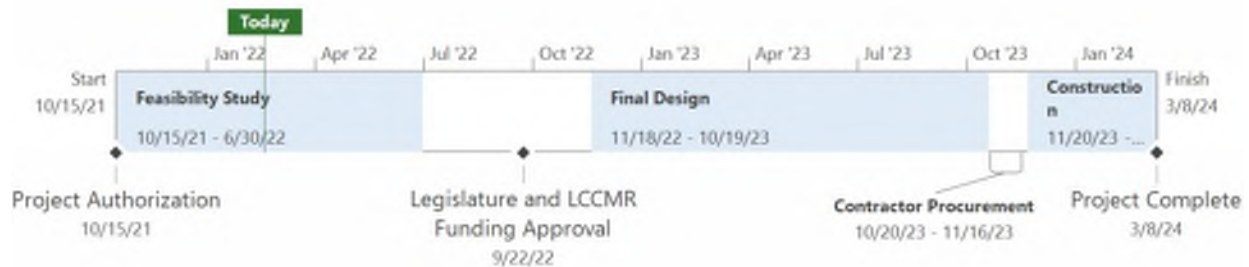 Today
Jan '22
Apr '22
Jul '22
Oct '22
Jan '23
Apr '23
Jul '23
Oct '23
Jan '24
Start
10/15/21
Feasibility Study
10/15/21 - 6/30/22
Final Design
11/18/22 - 10/19/23
Constructio
n
11/20/23 -...
Finish
3/8/24
Project Authorization
10/15/21
Legislature and LCCMR
Funding Approval
9/22/22
Contractor Procurement
10/20/23 - 11/16/23
Project Complete
3/8/24